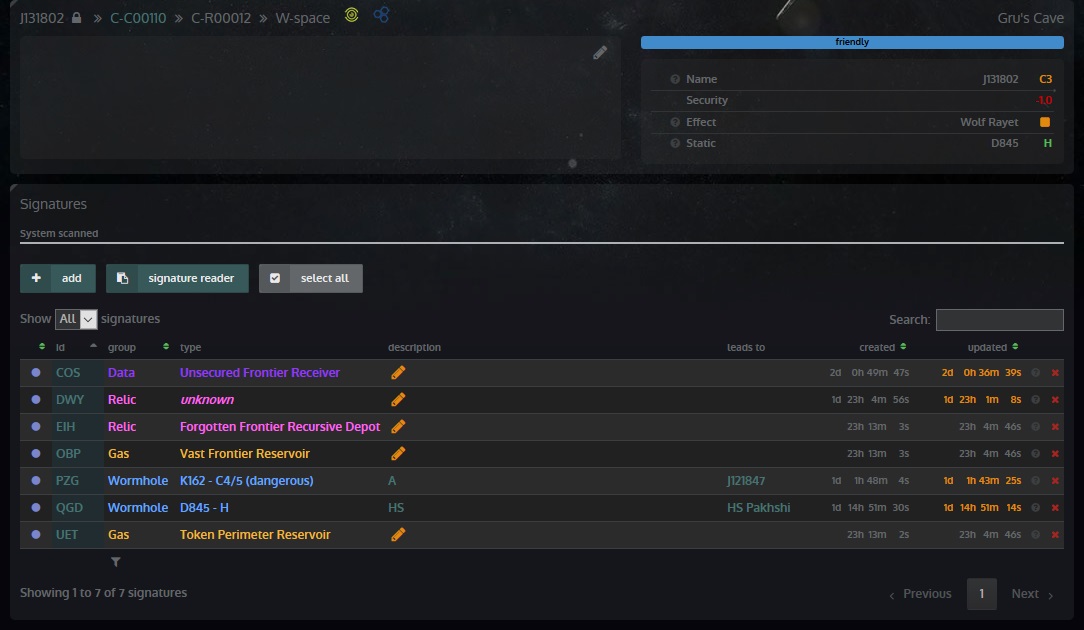 J131802 » C-C00110 » C-R00012 » W-space Gru's Cave
friendly
Name J131802 C3
Security -1.0
Effect Wolf Rayet
Static D845 H
Signatures
System scanned
+ add signature reader select all
Show All signatures Search:
id group type description leads to created updated
COS Data Unsecured Frontier Receiver 2d 0h 49m 47s 2d 0h 36m 39s
DWY Relic unknown 1d 23h 4m 56s 1d 23h 1m 8s
EIH Relic Forgotten Frontier Recursive Depot 23h 13m 3s 23h 4m 46s
OBP Gas Vast Frontier Reservoir 23h 13m 3s 23h 4m 46s
PZG Wormhole K162 - C4/5 (dangerous) A J121847 1d 1h 48m 4s 1d 1h 43m 25s
QGD Wormhole D845 - H HS HS Pakhshi 1d 14h 51m 30s 1d 14h 51m 14s
UET Gas Token Perimeter Reservoir 23h 13m 2s 23h 4m 46s
Showing 1 to 7 of 7 signatures ‹ Previous 1 Next ›